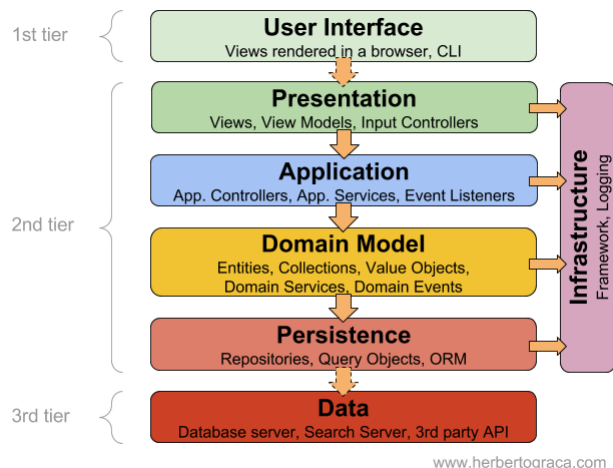 1st tier
User Interface
Views rendered in a browser, CLI
Presentation
Views, View Models, Input Controllers
Application
App. Controllers, App. Services, Event Listeners
2nd tier
Domain Model
Entities, Collections, Value Objects,
Domain Services, Domain Events
Persistence
Repositories, Query Objects, ORM
Infrastructure
Framework, Logging
3rd tier
Data
Database server, Search Server, 3rd party API
www.herbertograca.com